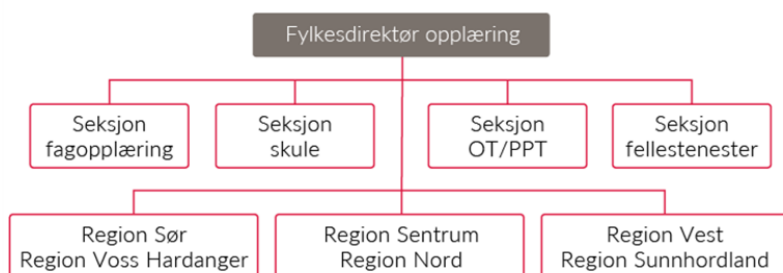 Fylkesdirektør opplæring
Seksjon
fagopplæring
Seksjon
skule
Seksjon
OT/PPT
Seksjon
fellestenester
Region Sør
Region Voss Hardanger
Region Sentrum
Region Nord
Region Vest
Region Sunnhordland